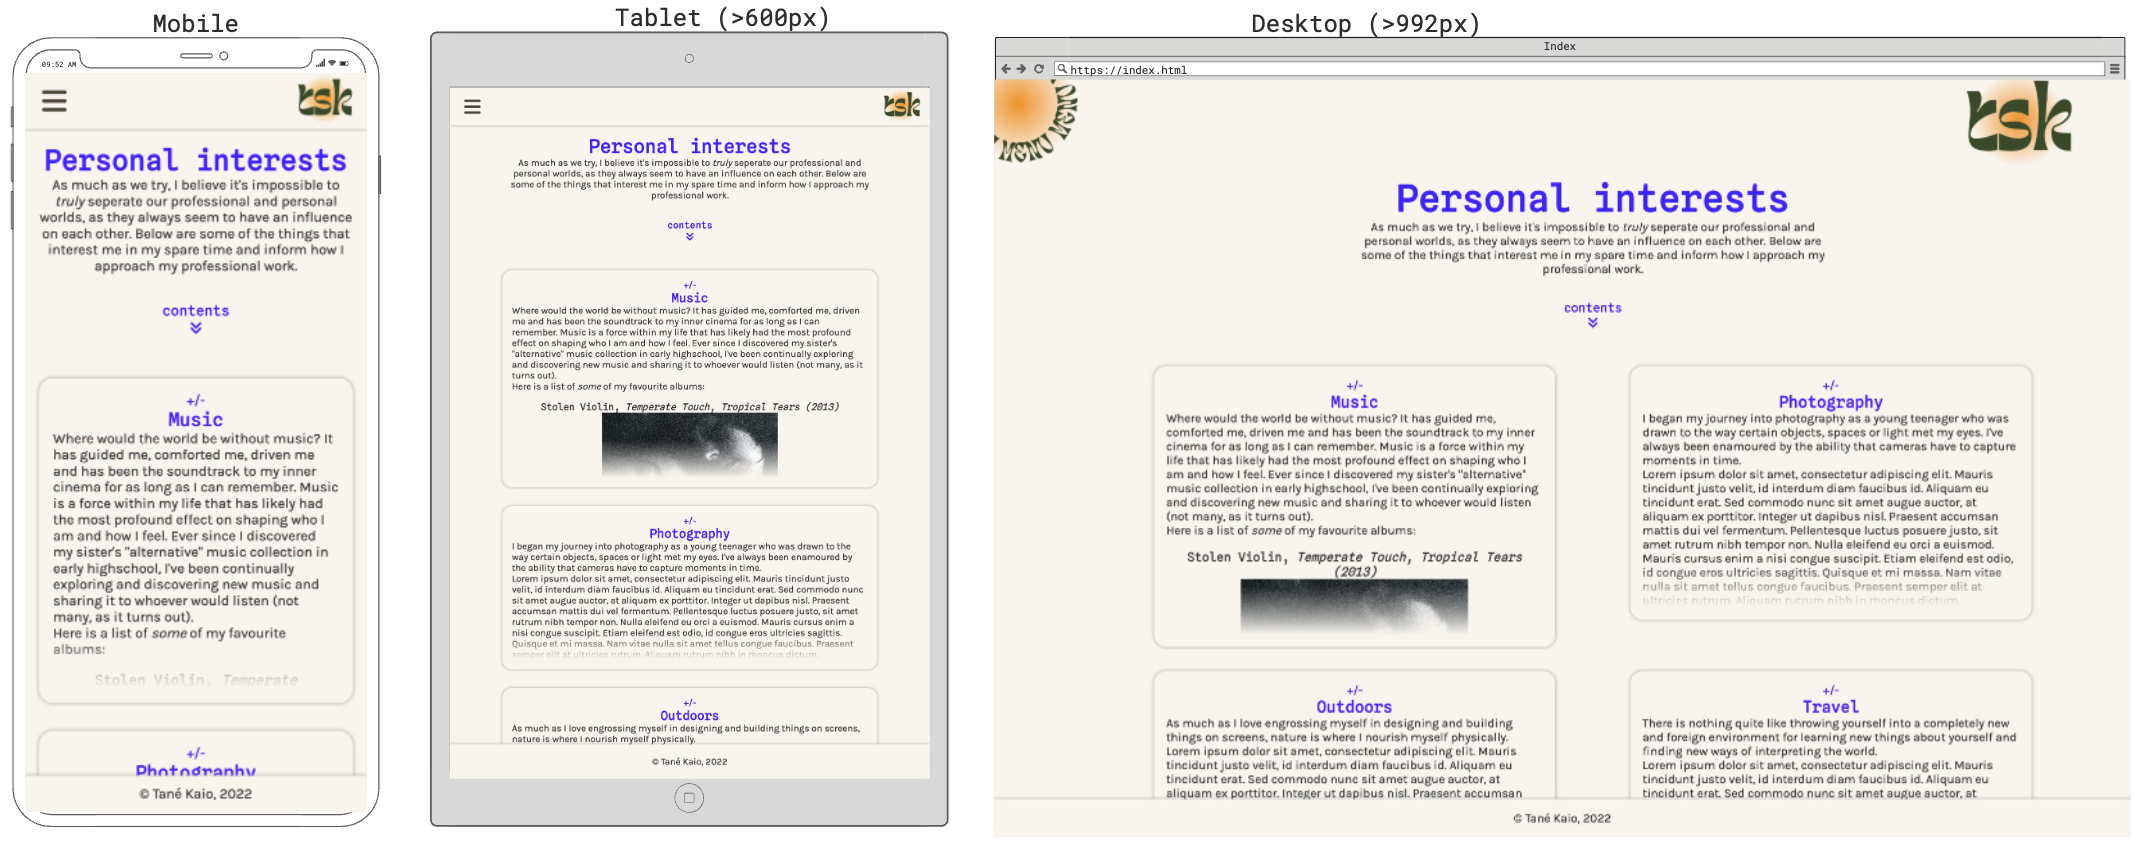 Mobile
09:52 AM
tsk
Personal interests
As much as we try, I believe it's impossible to
truly seperate our professional and personal
worlds, as they always seem to have an influence
on each other. Below are some of the things that
interest me in my spare time and inform how I
approach my professional work.
contents
+/-
Music
Where would the world be without music? It
has guided me, comforted me, driven me
and has been the soundtrack to my inner
cinema for as long as I can remember. Music
is a force within my life that has likely had
the most profound effect on shaping who I
am and how I feel. Ever since I discovered
my sister's "alternative" music collection in
early highschool, I've been continually
exploring and discovering new music and
sharing it to whoever would listen (not
many, as it turns out).
Here is a list of some of my favourite
albums:
Stolen Violin, Temperate
+/-
Photography
© Tané Kaio, 2022
Tablet (>600px)
tsk
Personal interests
As much as we try, I believe it's impossible to truly seperate our professional and
personal worlds, as they always seem to have an influence on each other. Below are
some of the things that interest me in my spare time and inform how I approach my
professional work.
contents
+/-
Music
Where would the world be without music? It has guided me, comforted me, driven
me and has been the soundtrack to my inner cinema for as long as I can
remember. Music is a force within my life that has likely had the most profound
effect on shaping who I am and how I feel. Ever since I discovered my sister's
"alternative" music collection in early highschool, I've been continually exploring
and discovering new music and sharing it to whoever would listen (not many, as it
turns out).
Here is a list of some of my favourite albums:
Stolen Violin, Temperate Touch, Tropical Tears (2013)
+/-
Photography
I began my journey into photography as a young teenager who was drawn to the
way certain objects, spaces or light met my eyes. I've always been enamoured by
the ability that cameras have to capture moments in time.
Lorem ipsum dolor sit amet, consectetur adipiscing elit. Mauris tincidunt justo
velit, id interdum diam faucibus id. Aliquam eu tincidunt erat. Sed commodo nunc
sit amet augue auctor, at aliquam ex porttitor. Integer ut dapibus nisl. Praesent
accumsan mattis dui vel fermentum. Pellentesque luctus posuere justo, sit amet
rutrum nibh tempor non. Nulla eleifend eu orci a euismod. Mauris cursus enim a
nisi congue suscipit. Etiam eleifend est odio, id congue eros ultricies sagittis.
Quisque et mi massa. Nam vitae nulla sit amet tellus congue faucibus. Praesent
semper elit at ultricies rutrum. Aliquam rutrum nibh in rhoncus dictum.
+/-
Outdoors
As much as I love engrossing myself in designing and building things on screens,
nature is where I nourish myself physically.
© Tané Kaio, 2022
Desktop (>992px)
Index
https://index.html
MENU MENU
tsk
Personal interests
As much as we try, I believe it's impossible to truly seperate our professional and
personal worlds, as they always seem to have an influence on each other. Below are
some of the things that interest me in my spare time and inform how I approach my
professional work.
contents
+/-
Music
Where would the world be without music? It has guided me,
comforted me, driven me and has been the soundtrack to my inner
cinema for as long as I can remember. Music is a force within my
life that has likely had the most profound effect on shaping who I
am and how I feel. Ever since I discovered my sister's "alternative"
music collection in early highschool, I've been continually exploring
and discovering new music and sharing it to whoever would listen
(not many, as it turns out).
Here is a list of some of my favourite albums:
Stolen Violin, Temperate Touch, Tropical Tears
(2013)
+/-
Photography
I began my journey into photography as a young teenager who was
drawn to the way certain objects, spaces or light met my eyes. I've
always been enamoured by the ability that cameras have to capture
moments in time.
Lorem ipsum dolor sit amet, consectetur adipiscing elit. Mauris
tincidunt justo velit, id interdum diam faucibus id. Aliquam eu
tincidunt erat. Sed commodo nunc sit amet augue auctor, at
aliquam ex porttitor. Integer ut dapibus nisl. Praesent accumsan
mattis dui vel fermentum. Pellentesque luctus posuere justo, sit
amet rutrum nibh tempor non. Nulla eleifend eu orci a euismod.
Mauris cursus enim a nisi congue suscipit. Etiam eleifend est odio,
id congue eros ultricies sagittis. Quisque et mi massa. Nam vitae
nulla sit amet tellus congue faucibus. Praesent semper elit at
ultricies rutrum. Aliquam rutrum nibh in rhoncus dictum.
+/-
Outdoors
As much as I love engrossing myself in designing and building
things on screens, nature is where I nourish myself physically.
Lorem ipsum dolor sit amet, consectetur adipiscing elit. Mauris
tincidunt justo velit, id interdum diam faucibus id. Aliquam eu
tincidunt erat. Sed commodo nunc sit amet augue auctor, at
aliquam ex porttitor. Integer ut dapibus nisl. Praesent accumsan
+/-
Travel
There is nothing quite like throwing yourself into a completely new
and foreign environment for learning new things about yourself and
finding new ways of interpreting the world.
Lorem ipsum dolor sit amet, consectetur adipiscing elit. Mauris
tincidunt justo velit, id interdum diam faucibus id. Aliquam eu
tincidunt erat. Sed commodo nunc sit amet augue auctor, at
© Tané Kaio, 2022